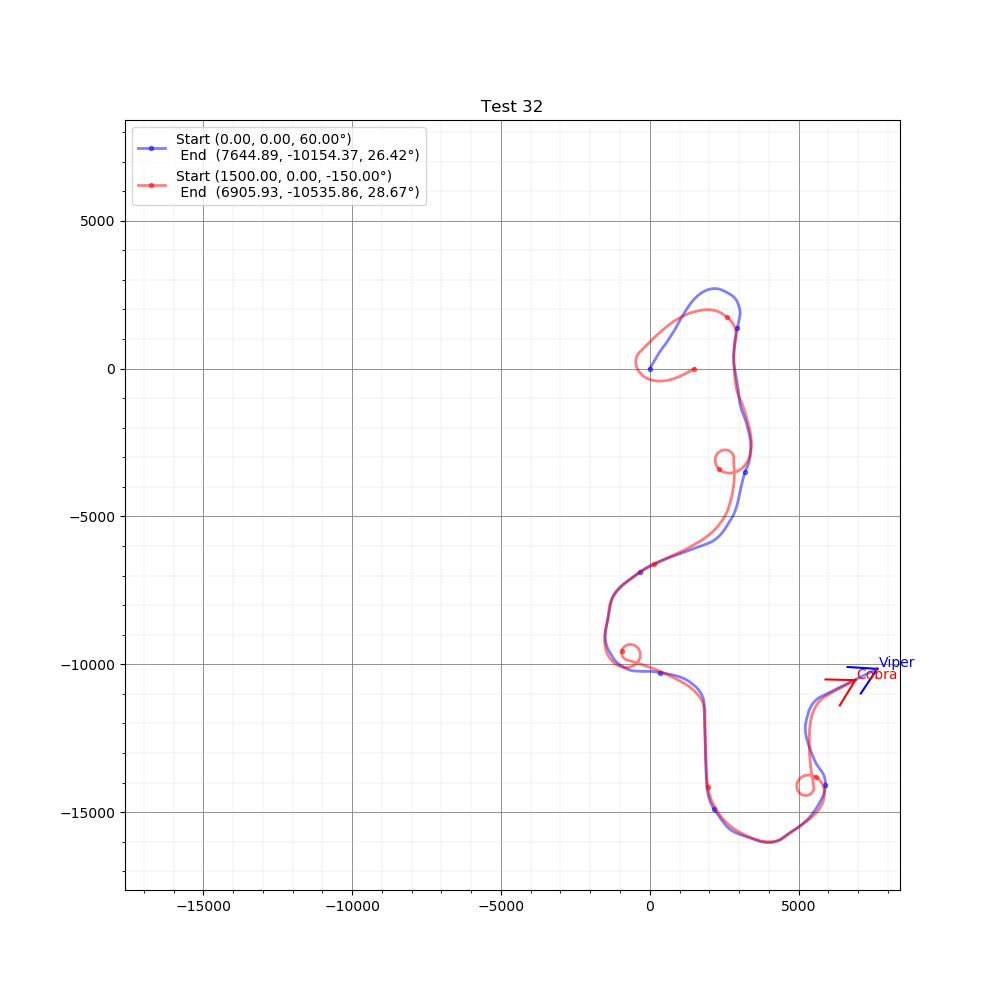 Test 32
Start (0.00, 0.00, 60.00°)
End (7644.89, -10154.37, 26.42°)
Start (1500.00, 0.00, -150.00°)
End (6905.93, -10535.86, 28.67°)
5000
0
−5000
−10000
−15000
Viper
Cobra
−15000
−10000
−5000
0
5000